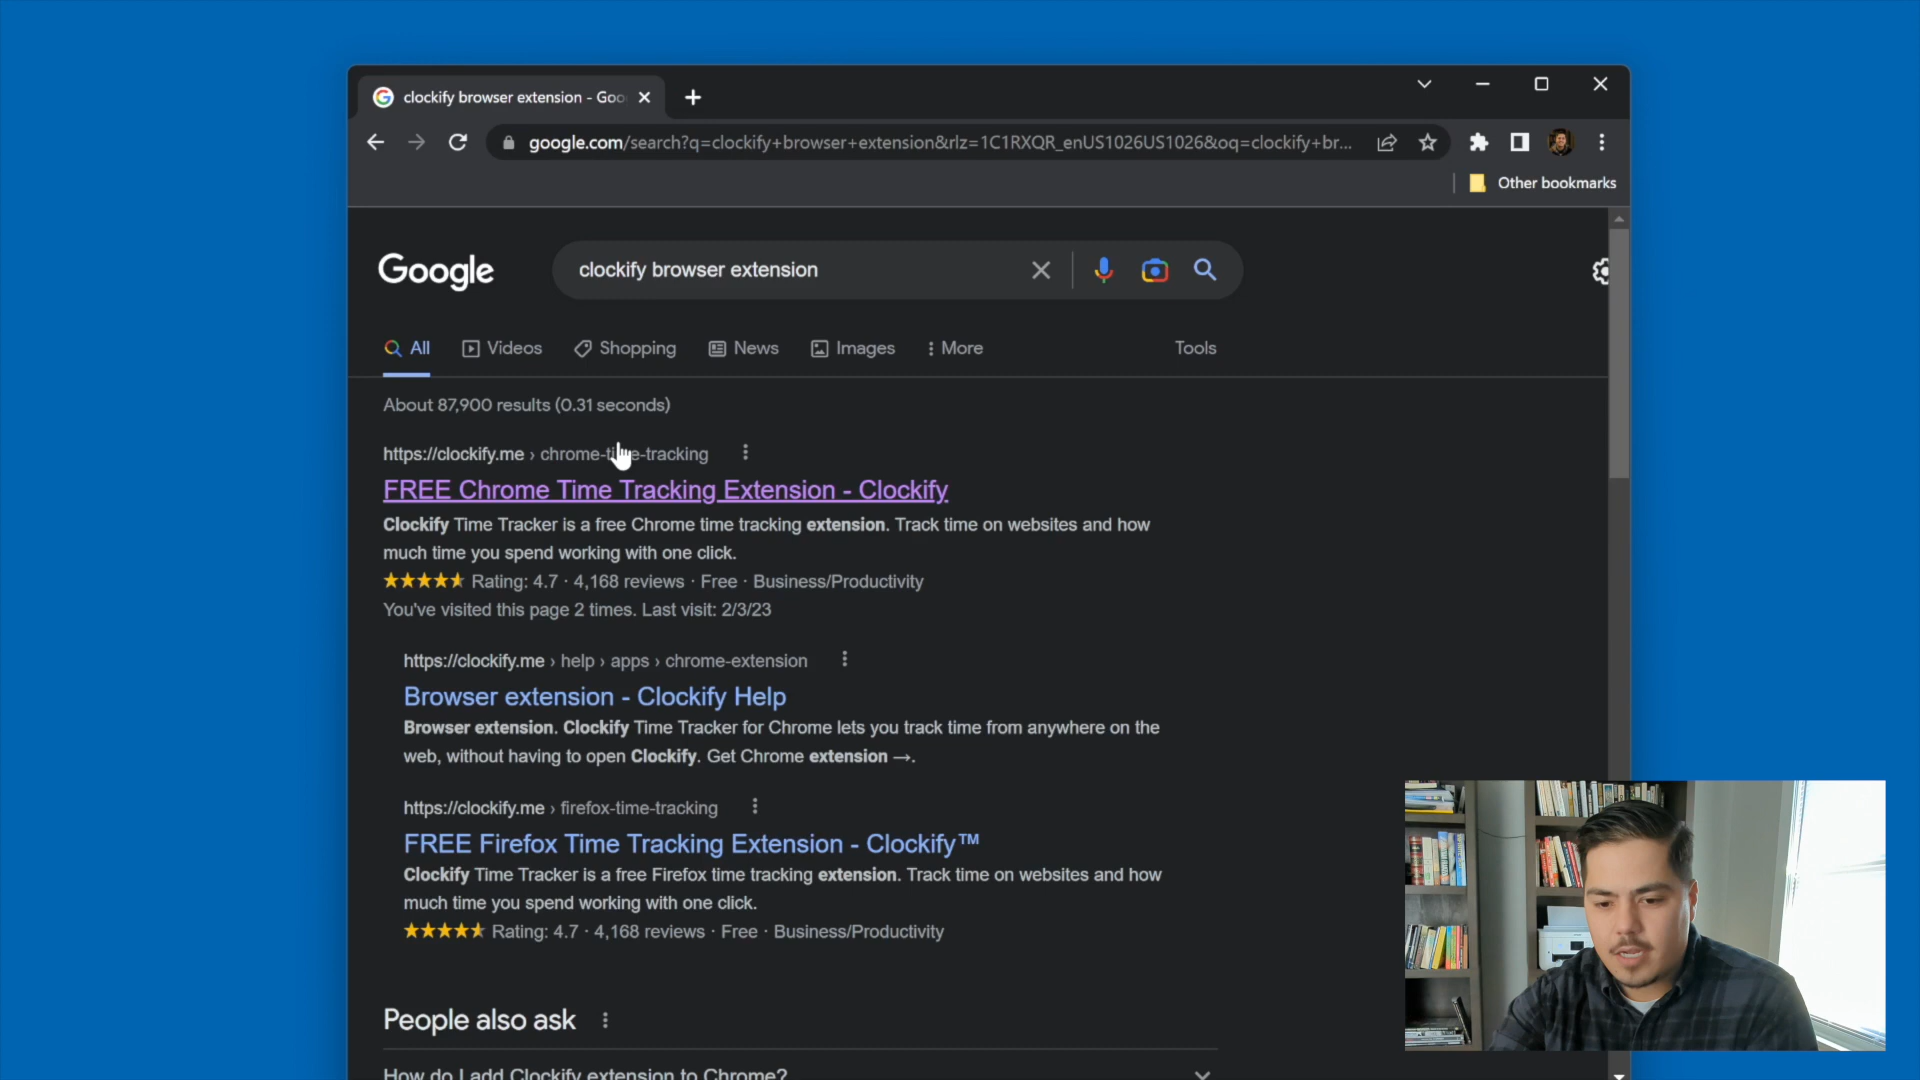 clockify browser extension - Goo
google.com/search?q=clockify+browser+extension&rlz=1C1RXQR_enUS1026US1026&oq=clockify+br...
Other bookmarks
Google
clockify browser extension
All
Videos
Shopping
News
Images
More
Tools
About 87,900 results (0.31 seconds)
https://clockify.me › chrome-time-tracking
FREE Chrome Time Tracking Extension - Clockify
Clockify Time Tracker is a free Chrome time tracking extension. Track time on websites and how
much time you spend working with one click.
Rating: 4.7 · 4,168 reviews · Free · Business/Productivity
You've visited this page 2 times. Last visit: 2/3/23
https://clockify.me › help › apps › chrome-extension
Browser extension - Clockify Help
Browser extension. Clockify Time Tracker for Chrome lets you track time from anywhere on the
web, without having to open Clockify. Get Chrome extension →.
https://clockify.me › firefox-time-tracking
FREE Firefox Time Tracking Extension - Clockify™
Clockify Time Tracker is a free Firefox time tracking extension. Track time on websites and how
much time you spend working with one click.
Rating: 4.7 · 4,168 reviews · Free · Business/Productivity
People also ask
How do I add Clockify extension to Chrome?